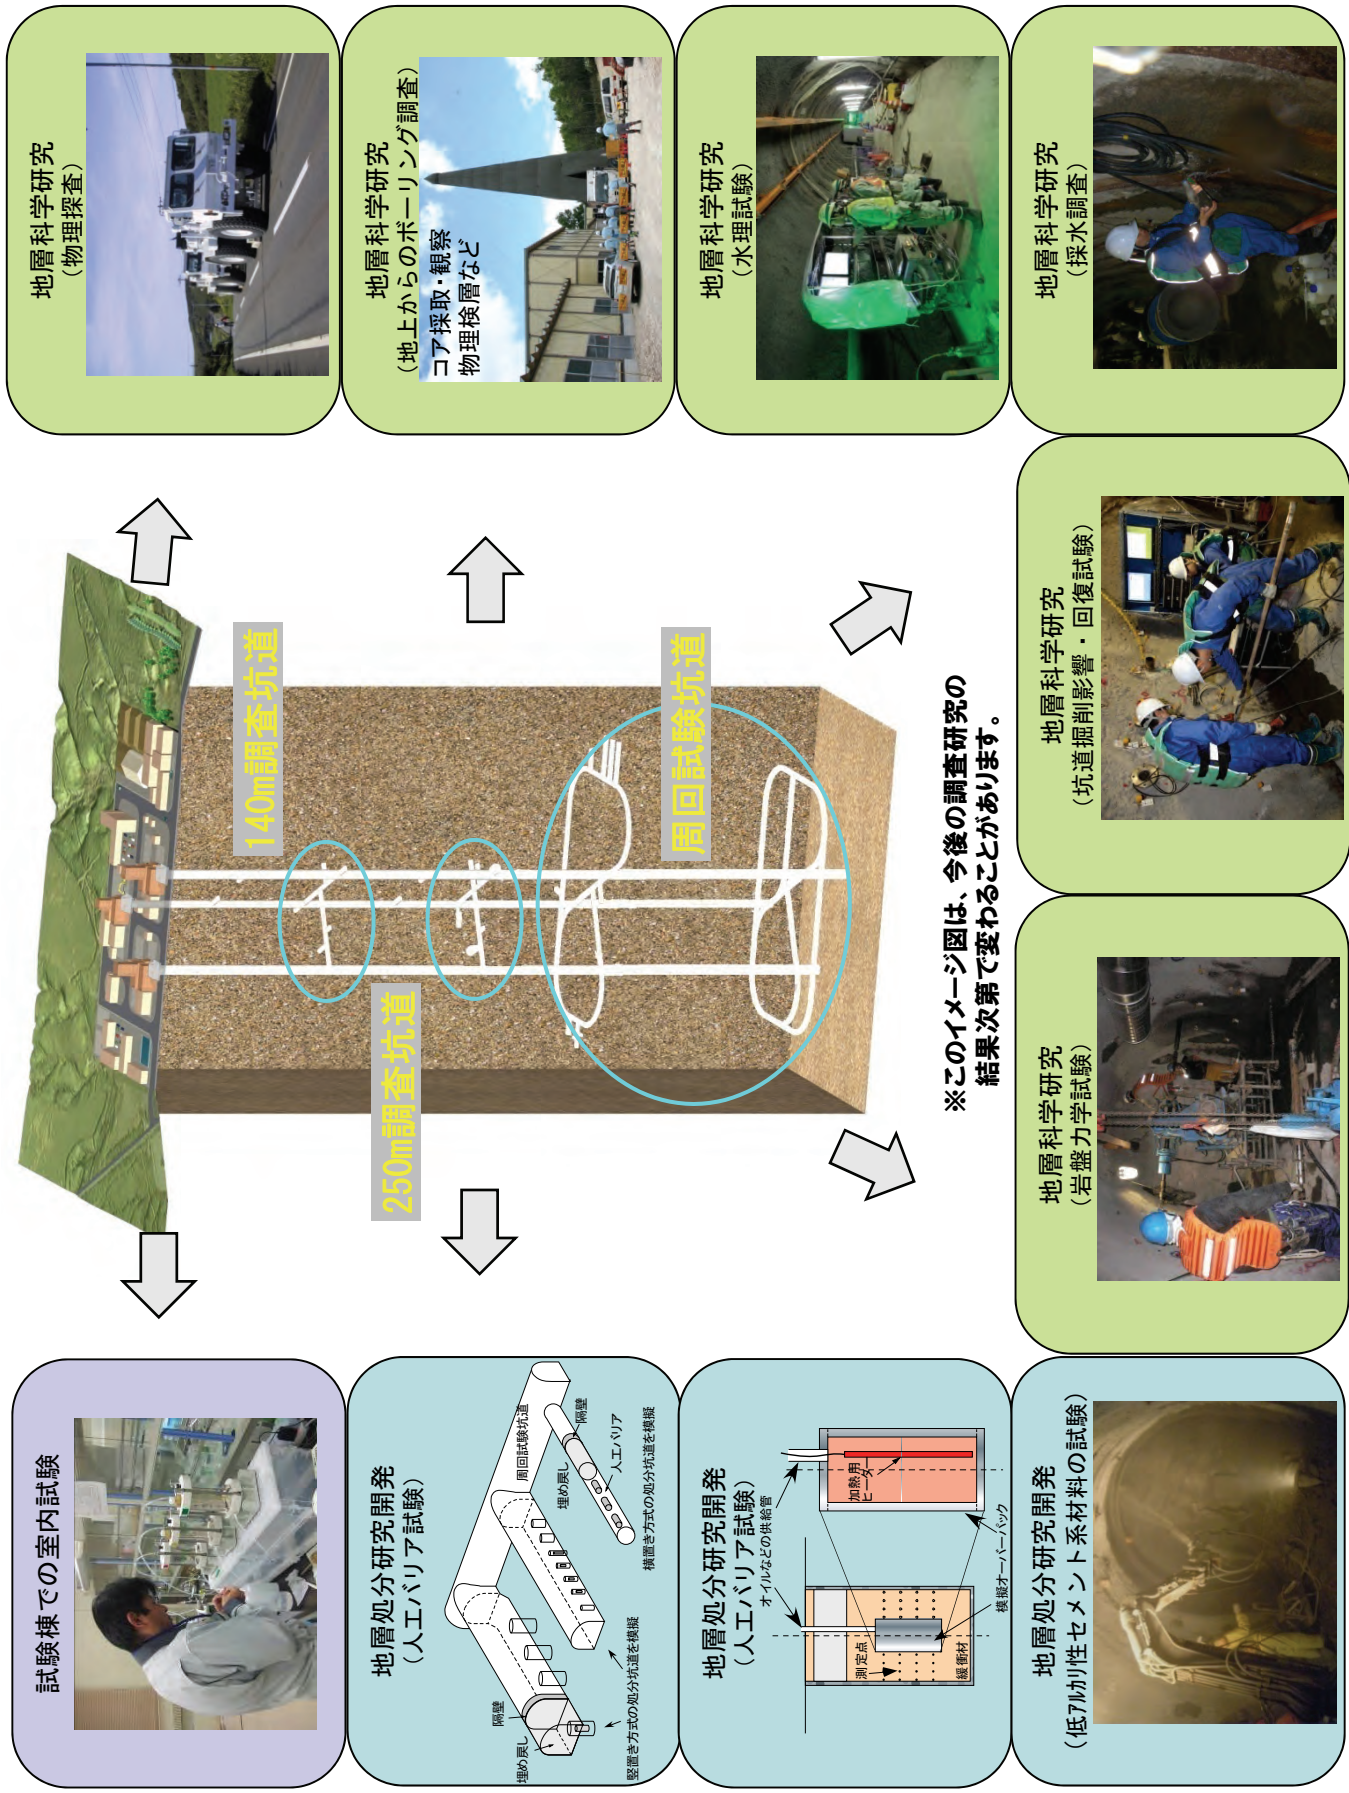 試験棟での室内試験
地層処分研究開発
（人工バリア試験）
周回試験坑道
隔壁
埋め戻し
人工バリア
横置き方式の処分坑道を模擬
隔壁
埋め戻し
竪置き方式の処分坑道を模擬
地層処分研究開発
（人工バリア試験）
オイルなどの供給管
加熱用
ヒーター
測定点
緩衝材
模擬オーバーパック
地層処分研究開発
（低ｱﾙｶﾘ性セメント系材料の試験）
140m調査坑道
250m調査坑道
周回試験坑道
※このイメージ図は、今後の調査研究の
結果次第で変わることがあります。
地層科学研究
（岩盤力学試験）
地層科学研究
（坑道掘削影響・回復試験）
地層科学研究
（物理探査）
地層科学研究
（地上からのボーリング調査）
コア採取・観察
物理検層など
地層科学研究
（水理試験）
地層科学研究
（採水調査）